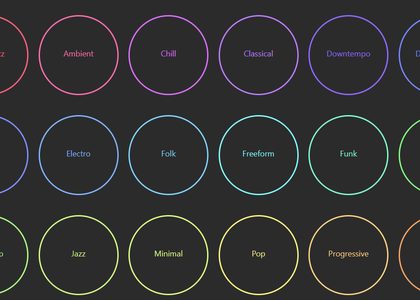 Ambient
Chill
Classical
Downtempo
Electro
Folk
Freeform
Funk
Jazz
Minimal
Pop
Progressive